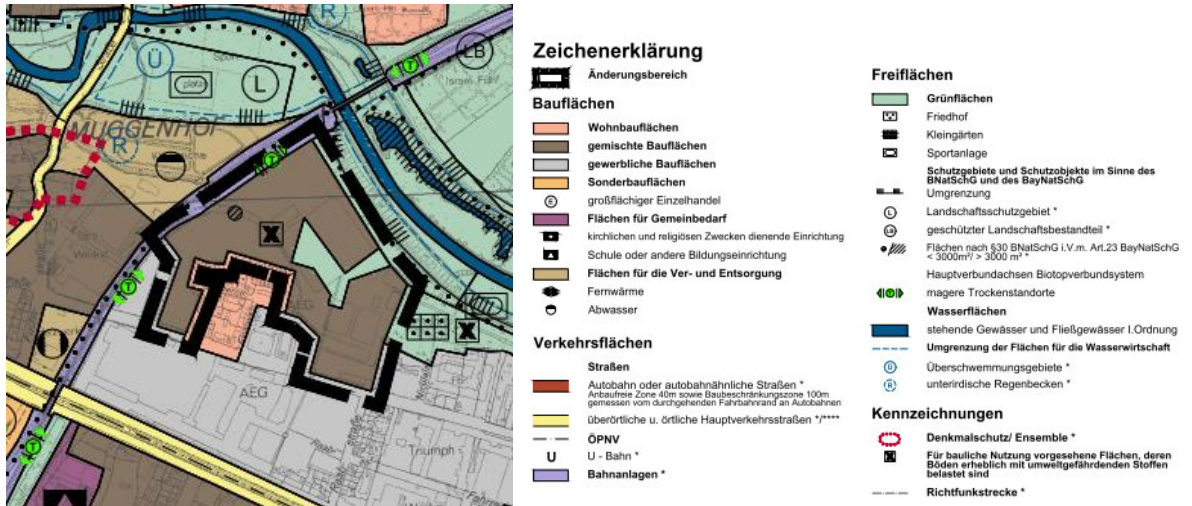 Ü
R
L
LB
T
MUGGENHOF
R
T
T
AEG
AEG
Triumph
T
Zeichenerklärung
Änderungsbereich
Bauflächen
Wohnbauflächen
gemischte Bauflächen
gewerbliche Bauflächen
Sonderbauflächen
E großflächiger Einzelhandel
Flächen für Gemeinbedarf
kirchlichen und religiösen Zwecken dienende Einrichtung
Schule oder andere Bildungseinrichtung
Flächen für die Ver- und Entsorgung
Fernwärme
Abwasser
Verkehrsflächen
Straßen
Autobahn oder autobahnähnliche Straßen *
Anbaufreie Zone 40m sowie Baubeschränkungszone 100m
gemessen vom durchgehenden Fahrbahnrand an Autobahnen
überörtliche u. örtliche Hauptverkehrsstraßen */****
ÖPNV
U U - Bahn *
Bahnanlagen *
Freiflächen
Grünflächen
Friedhof
Kleingärten
Sportanlage
Schutzgebiete und Schutzobjekte im Sinne des
BNatSchG und des BayNatSchG
Umgrenzung
L Landschaftsschutzgebiet *
LB geschützter Landschaftsbestandteil *
Flächen nach §30 BNatSchG i.V.m. Art.23 BayNatSchG
< 3000m²/ > 3000 m² *
Hauptverbundachsen Biotopverbundsystem
T magere Trockenstandorte
Wasserflächen
stehende Gewässer und Fließgewässer I.Ordnung
Umgrenzung der Flächen für die Wasserwirtschaft
Ü Überschwemmungsgebiete *
R unterirdische Regenbecken *
Kennzeichnungen
Denkmalschutz/ Ensemble *
Für bauliche Nutzung vorgesehene Flächen, deren
Böden erheblich mit umweltgefährdenden Stoffen
belastet sind
Richtfunkstrecke *